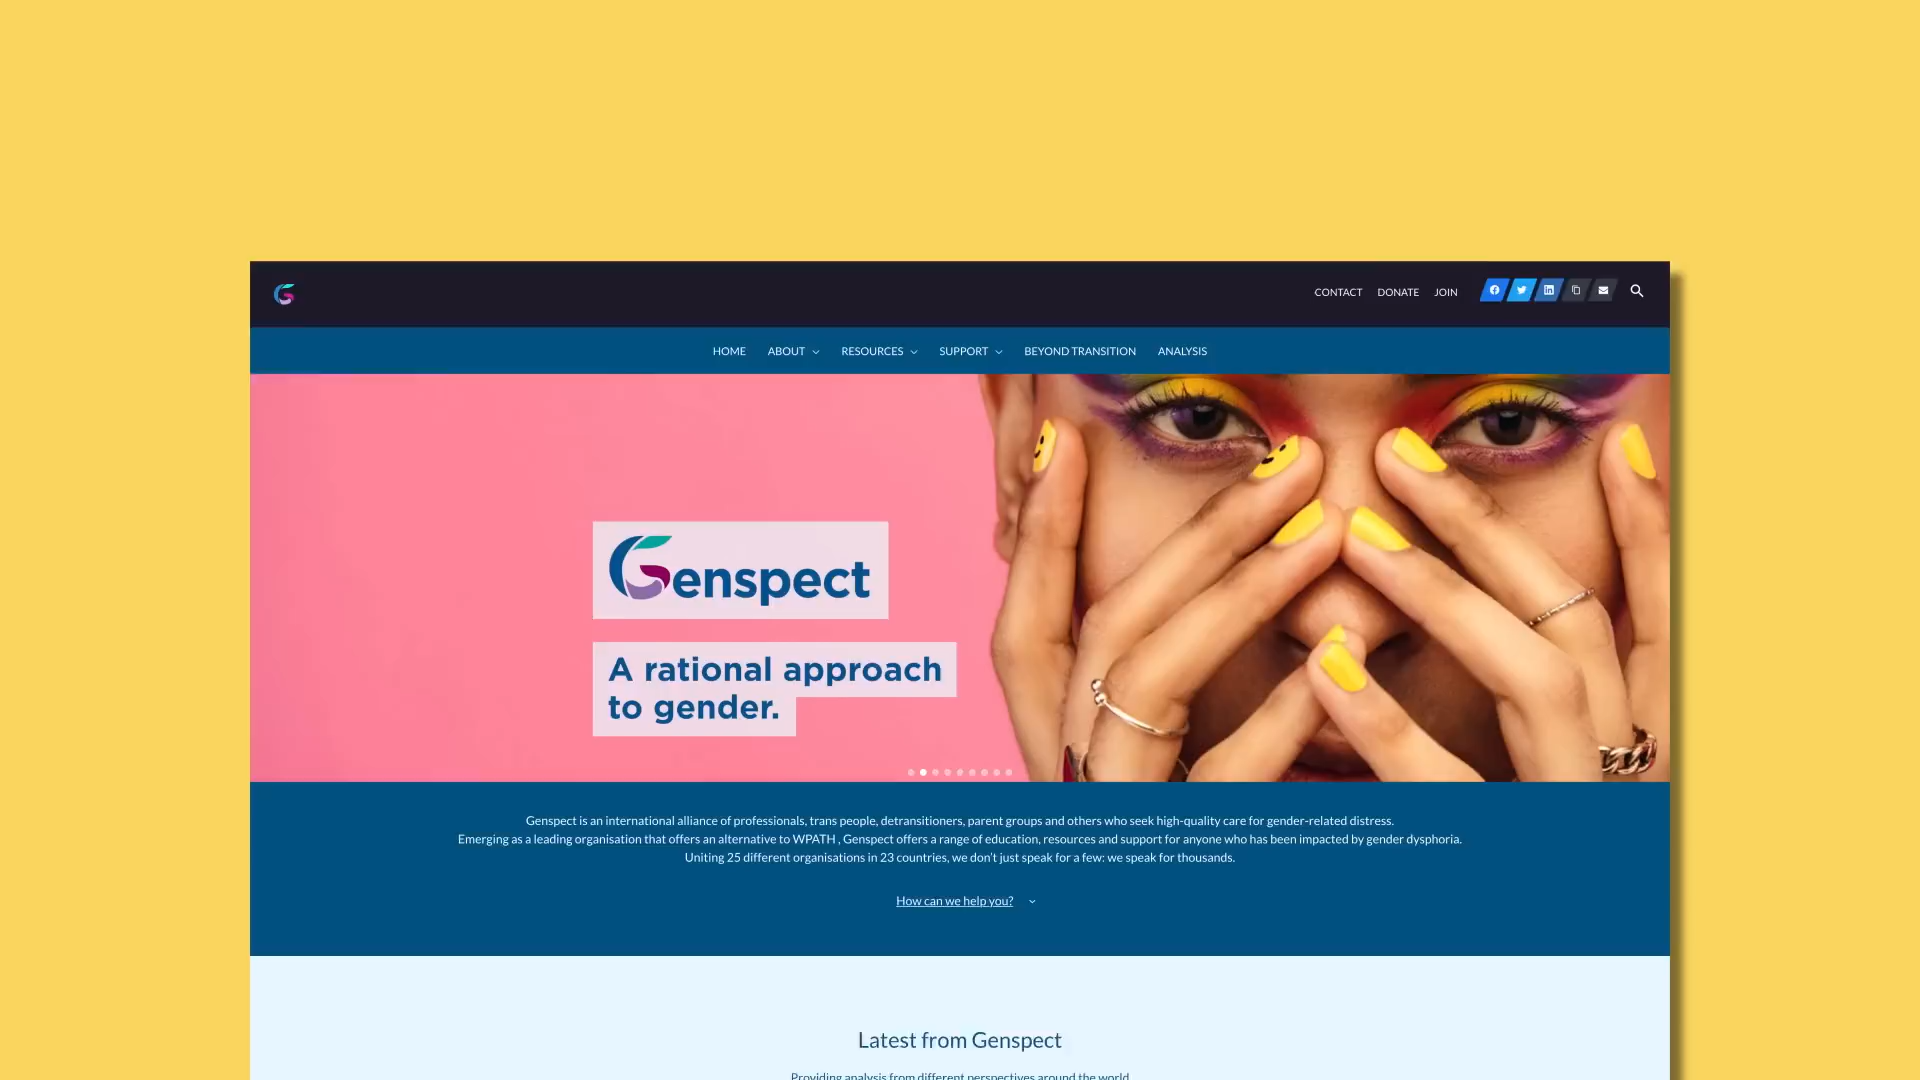 CONTACT DONATE JOIN
HOME ABOUT RESOURCES SUPPORT BEYOND TRANSITION ANALYSIS
Genspect
A rational approach
to gender.
Genspect is an international alliance of professionals, trans people, detransitioners, parent groups and others who seek high-quality care for gender-related distress.
Emerging as a leading organisation that offers an alternative to WPATH , Genspect offers a range of education, resources and support for anyone who has been impacted by gender dysphoria.
Uniting 25 different organisations in 23 countries, we don't just speak for a few: we speak for thousands.
How can we help you?
Latest from Genspect
Providing analysis from different perspectives around the world